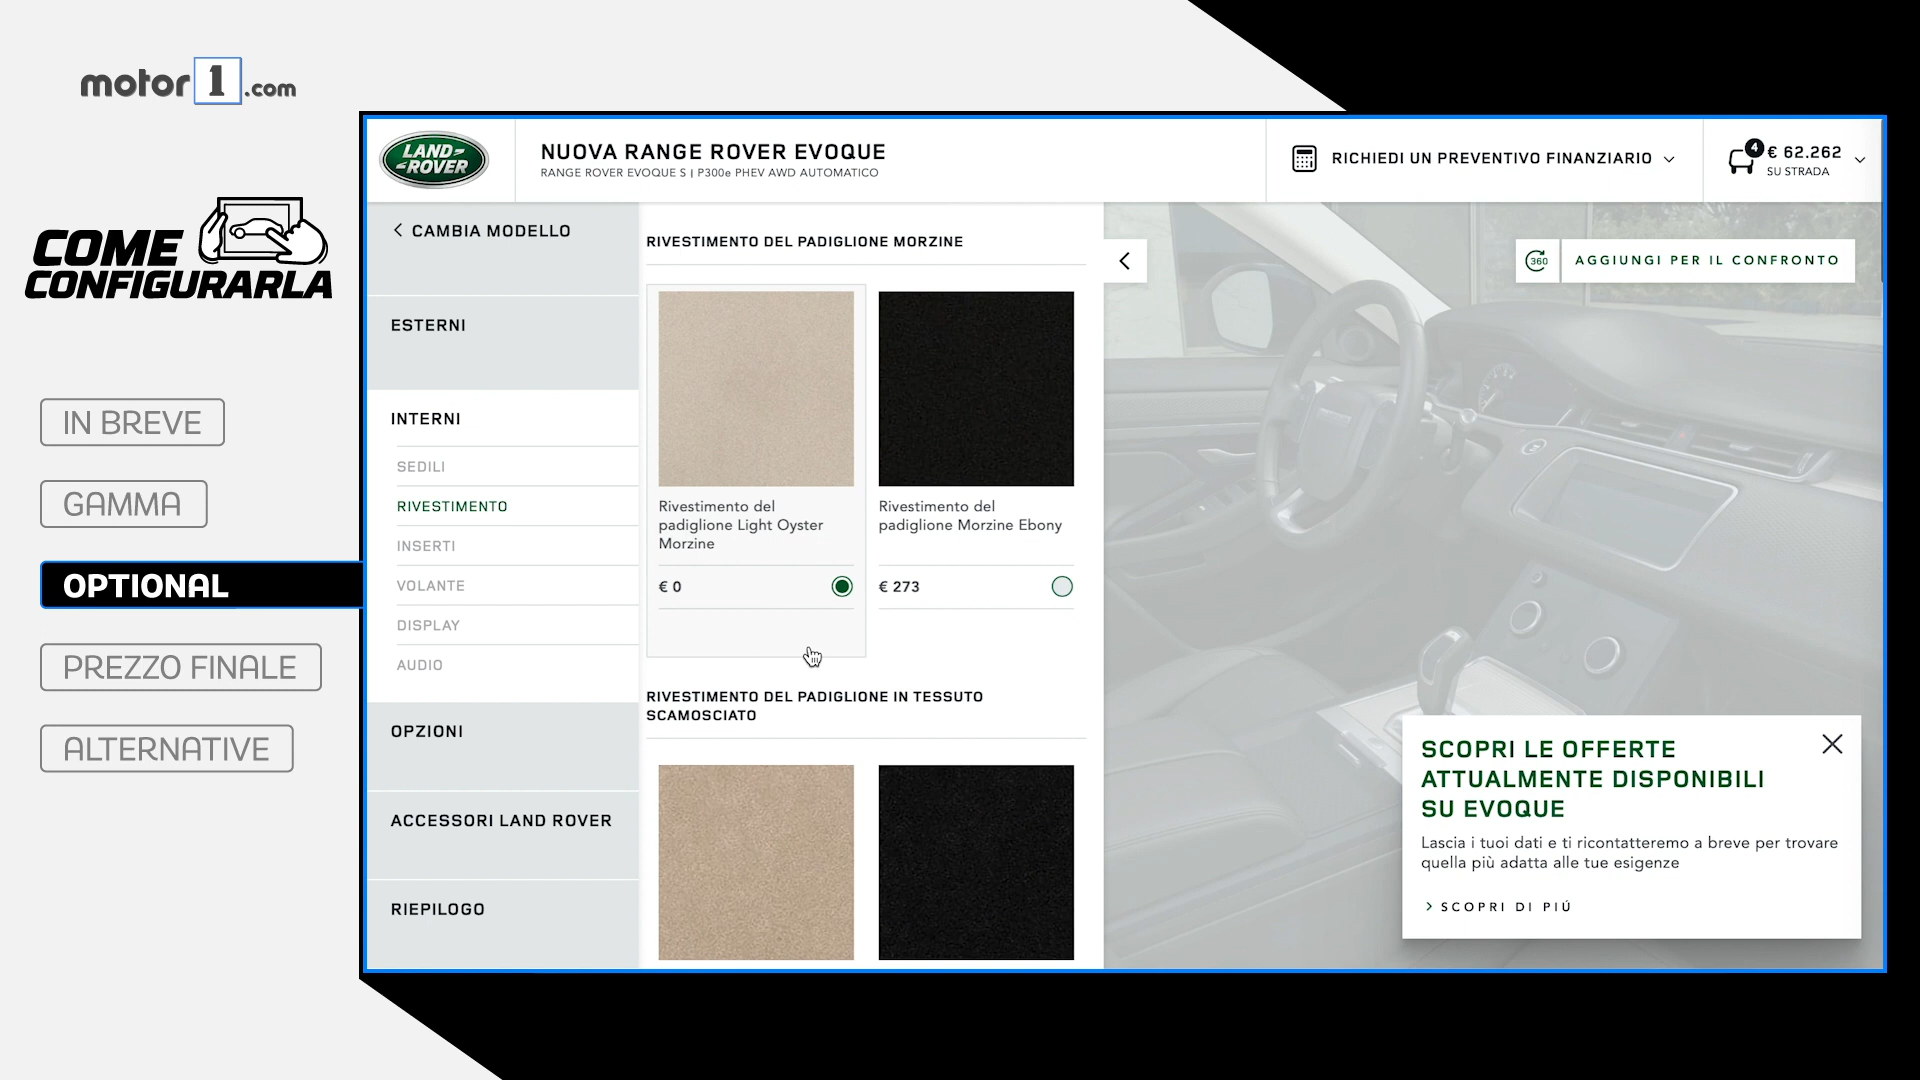 motor1.com
COME
CONFIGURARLA
IN BREVE
GAMMA
OPTIONAL
PREZZO FINALE
ALTERNATIVE
LAND-
-ROVER
NUOVA RANGE ROVER EVOQUE
RANGE ROVER EVOQUE S | P300e PHEV AWD AUTOMATICO
RICHIEDI UN PREVENTIVO FINANZIARIO
4
€ 62.262
SU STRADA
CAMBIA MODELLO
ESTERNI
INTERNI
SEDILI
RIVESTIMENTO
INSERTI
VOLANTE
DISPLAY
AUDIO
OPZIONI
ACCESSORI LAND ROVER
RIEPILOGO
RIVESTIMENTO DEL PADIGLIONE MORZINE
Rivestimento del
padiglione Light Oyster
Morzine
€ 0
Rivestimento del
padiglione Morzine Ebony
€ 273
RIVESTIMENTO DEL PADIGLIONE IN TESSUTO
SCAMOSCIATO
360
AGGIUNGI PER IL CONFRONTO
SCOPRI LE OFFERTE
ATTUALMENTE DISPONIBILI
SU EVOQUE
Lascia i tuoi dati e ti ricontatteremo a breve per trovare
quella più adatta alle tue esigenze
SCOPRI DI PIÚ